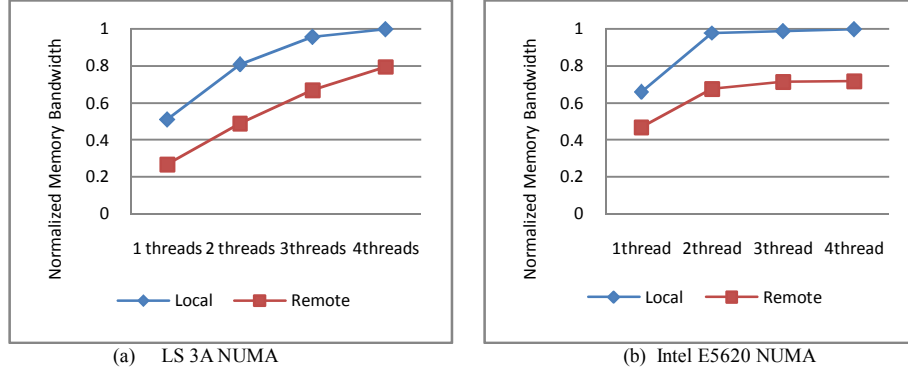 Normalized Memory Bandwidth
1
0.8
0.6
0.4
0.2
0
1 threads 2 threads 3threads 4threads
Local Remote
(a) LS 3A NUMA
Normalized Memory Bandwidth
1
0.8
0.6
0.4
0.2
0
1thread 2thread 3thread 4thread
Local Remote
(b) Intel E5620 NUMA